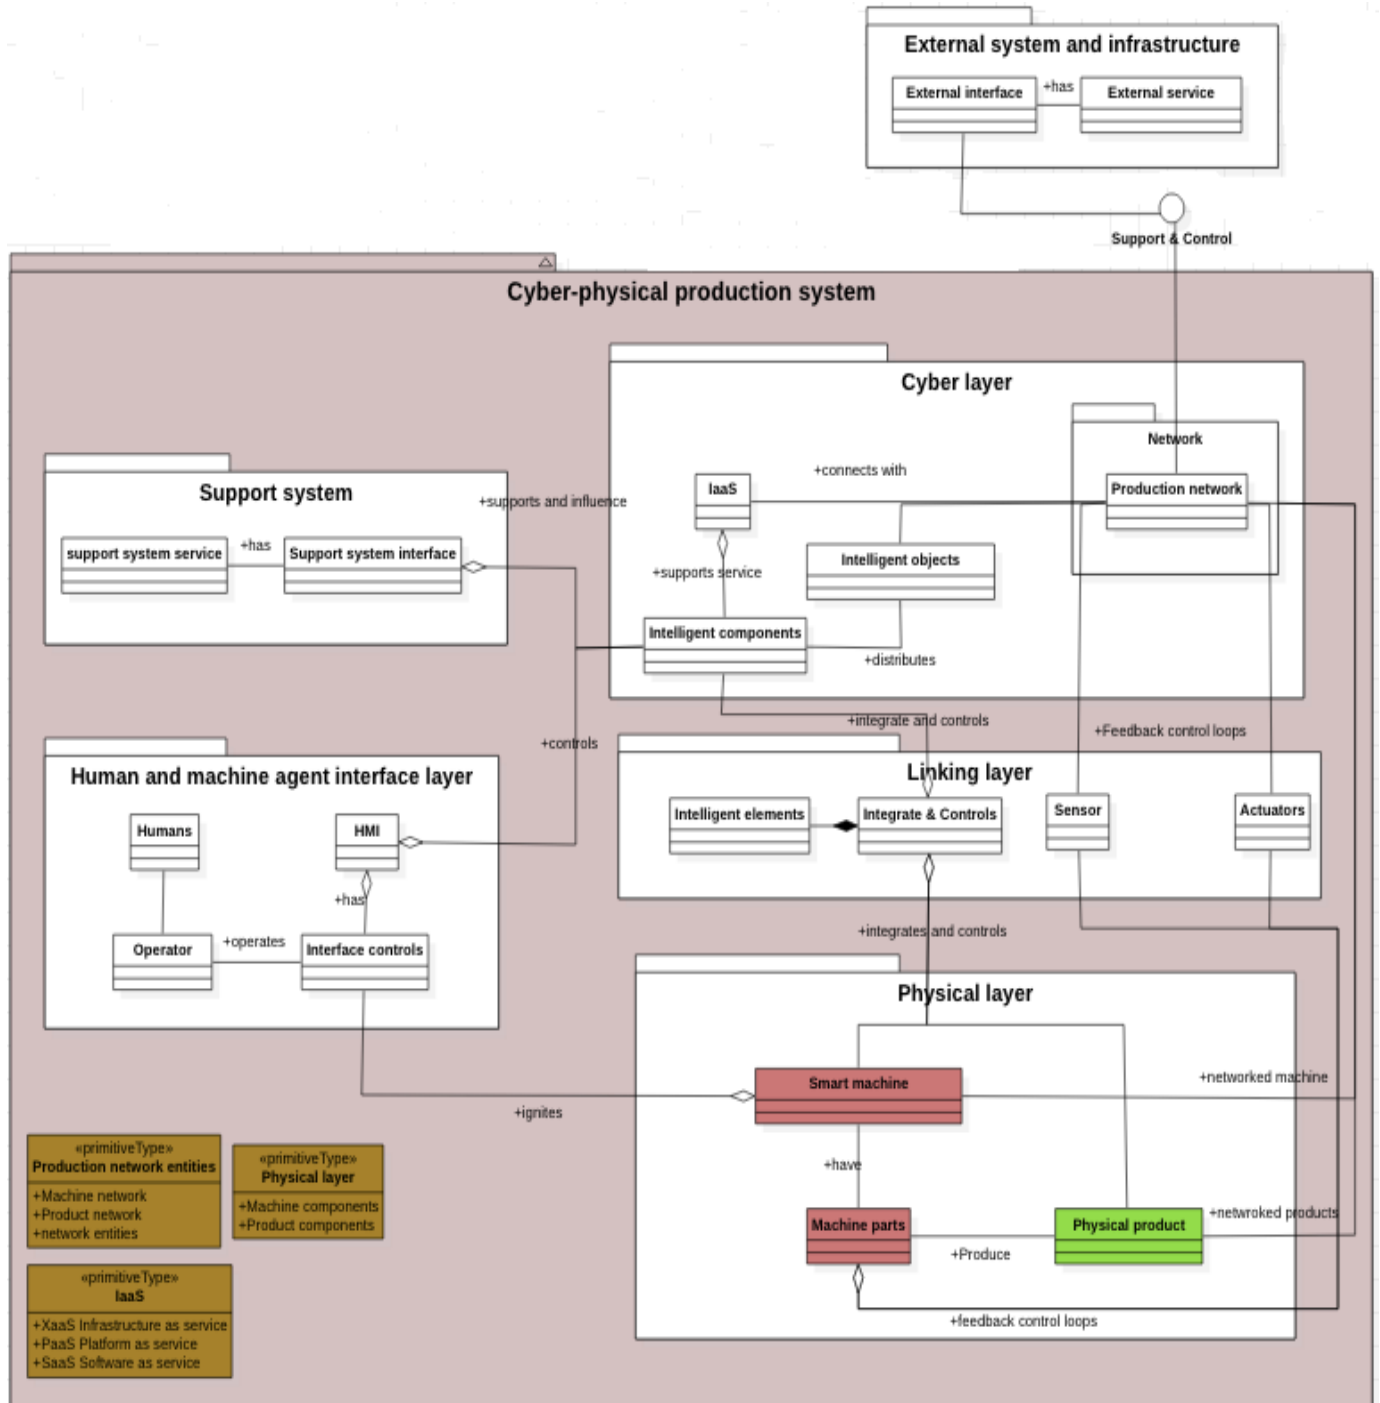 External system and infrastructure
External interface
+has
External service
Support & Control
Cyber-physical production system
Cyber layer
Network
+connects with
IaaS
Production network
Support system
+supports and influence
support system service
+has
Support system interface
Intelligent objects
+supports service
Intelligent components
+distributes
+integrate and controls
+Feedback control loops
+controls
Human and machine agent interface layer
Linking layer
Humans
HMI
Intelligent elements
Integrate & Controls
Sensor
Actuators
+has
+operates
Operator
Interface controls
+integrates and controls
Physical layer
Smart machine
+networked machine
+ignites
«primitiveType»
Production network entities
+Machine network
+Product network
+network entities
«primitiveType»
Physical layer
+Machine components
+Product components
+have
Machine parts
Physical product
+netwroked products
+Produce
+feedback control loops
«primitiveType»
IaaS
+XaaS Infrastructure as service
+PaaS Platform as service
+SaaS Software as service